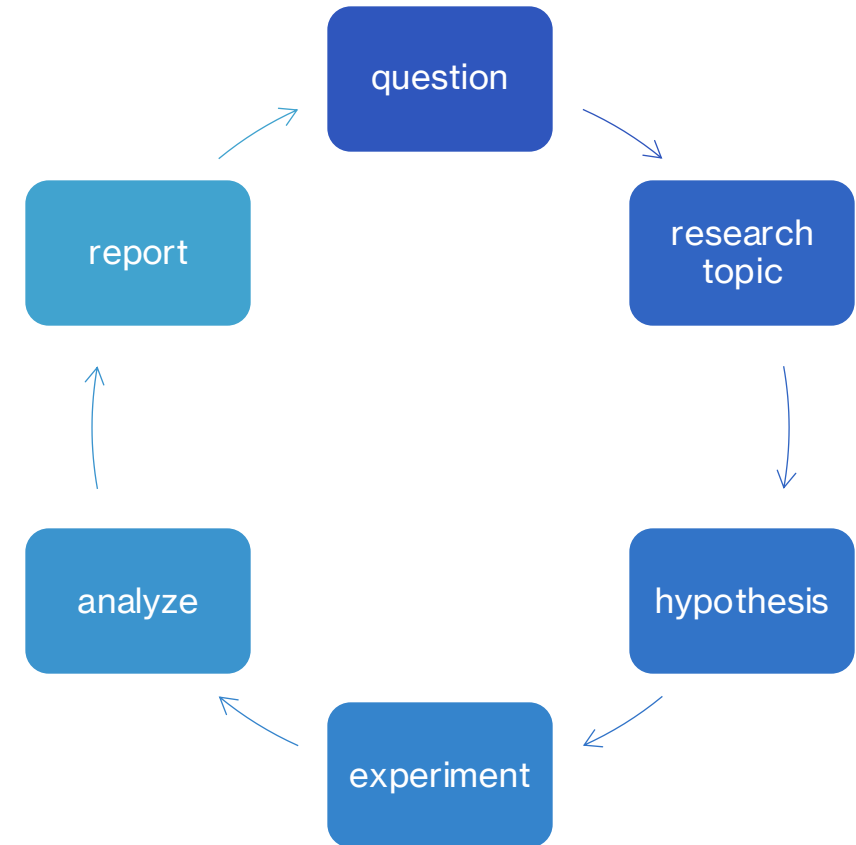 question
research
topic
hypothesis
experiment
analyze
report